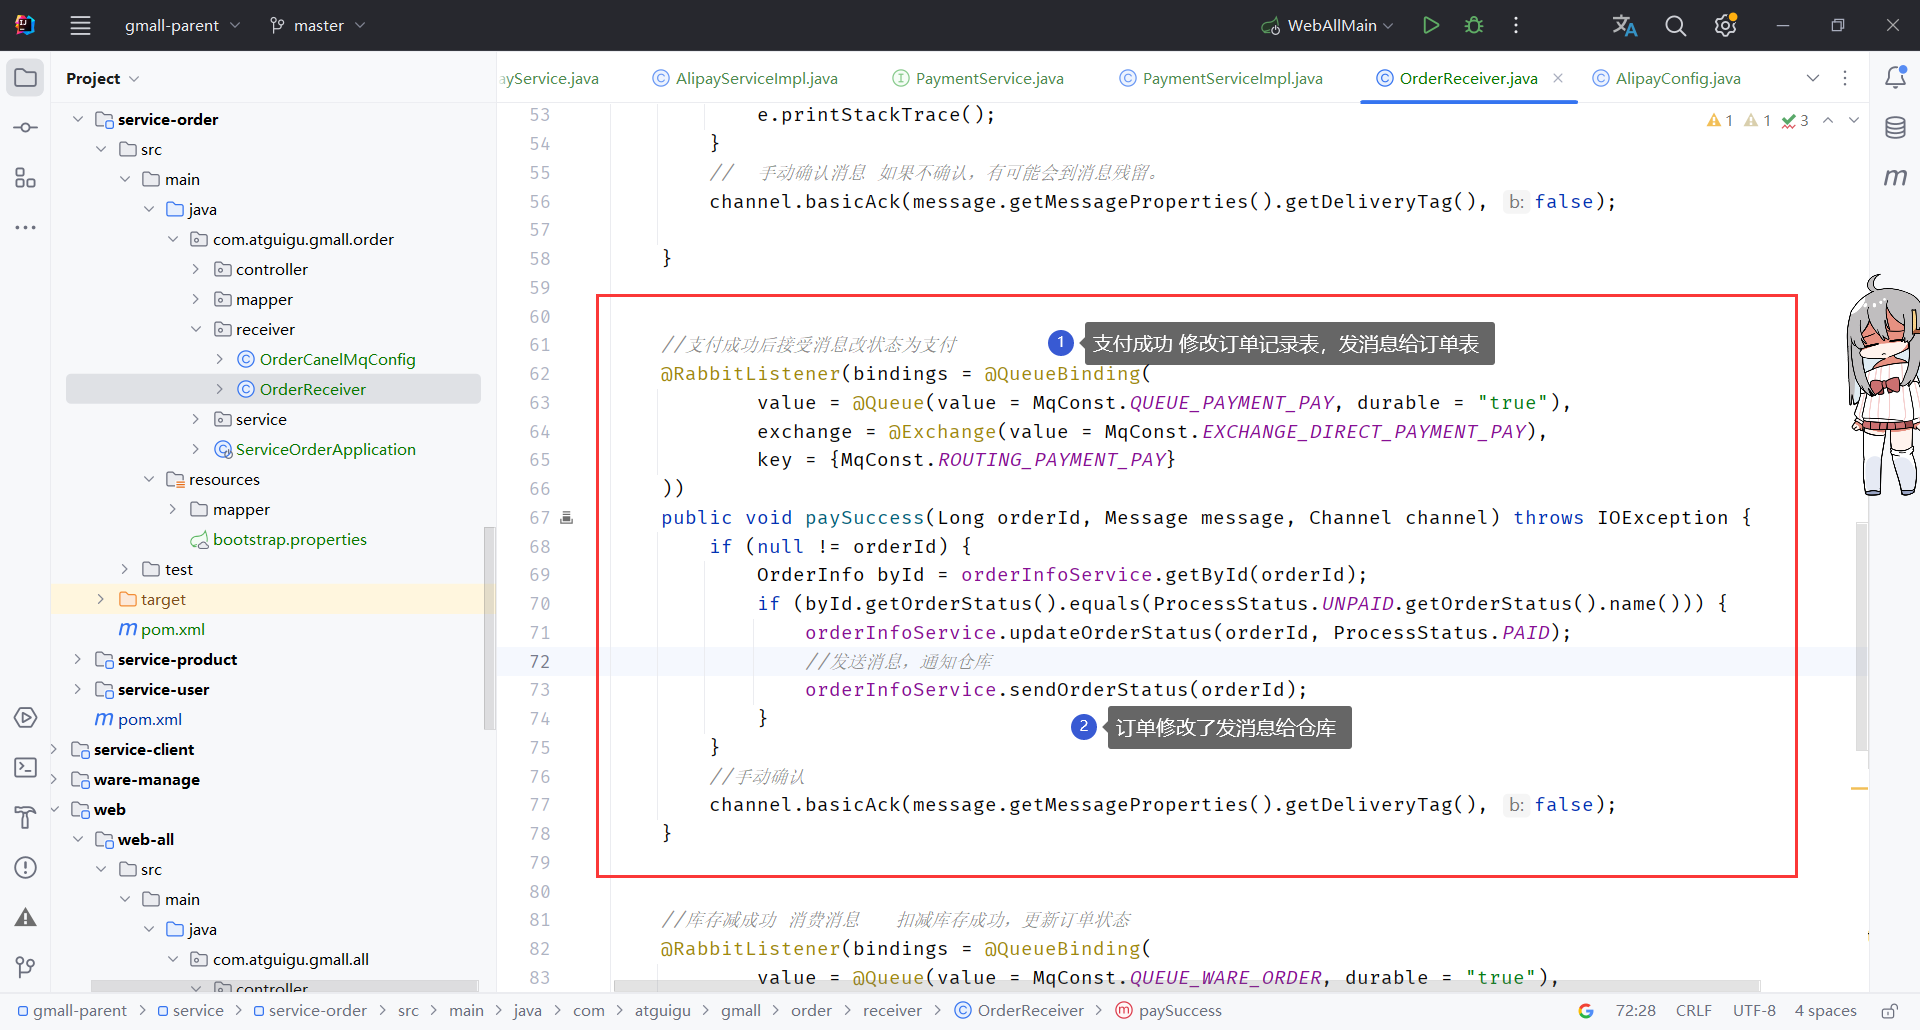 gmall-parent
master
WebAllMain
Project
ayService.java
AlipayServiceImpl.java
PaymentService.java
PaymentServiceImpl.java
OrderReceiver.java
AlipayConfig.java
service-order
src
main
java
com.atguigu.gmall.order
controller
mapper
receiver
OrderCanelMqConfig
OrderReceiver
service
ServiceOrderApplication
resources
mapper
bootstrap.properties
test
target
pom.xml
service-product
service-user
pom.xml
service-client
ware-manage
web
web-all
src
main
java
com.atguigu.gmall.all
controller
1 1 3
53 e.printStackTrace();
54 }
55 // 手动确认消息 如果不确认，有可能会到消息残留。
56 channel.basicAck(message.getMessageProperties().getDeliveryTag(), b: false);
57
58 }
59
60
61 //支付成功后接受消息改状态为支付
1 支付成功 修改订单记录表，发消息给订单表
62 @RabbitListener(bindings = @QueueBinding(
63 value = @Queue(value = MqConst.QUEUE_PAYMENT_PAY, durable = "true"),
64 exchange = @Exchange(value = MqConst.EXCHANGE_DIRECT_PAYMENT_PAY),
65 key = {MqConst.ROUTING_PAYMENT_PAY}
66 ))
67 public void paySuccess(Long orderId, Message message, Channel channel) throws IOException {
68 if (null != orderId) {
69 OrderInfo byId = orderInfoService.getById(orderId);
70 if (byId.getOrderStatus().equals(ProcessStatus.UNPAID.getOrderStatus().name())) {
71 orderInfoService.updateOrderStatus(orderId, ProcessStatus.PAID);
72 //发送消息，通知仓库
73 orderInfoService.sendOrderStatus(orderId);
74 }
2 订单修改了发消息给仓库
75 }
76 //手动确认
77 channel.basicAck(message.getMessageProperties().getDeliveryTag(), b: false);
78 }
79
80
81 //库存减成功 消费消息 扣减库存成功，更新订单状态
82 @RabbitListener(bindings = @QueueBinding(
83 value = @Queue(value = MqConst.QUEUE_WARE_ORDER, durable = "true"),
gmall-parent > service > service-order > src > main > java > com > atguigu > gmall > order > receiver > OrderReceiver > paySuccess
72:28 CRLF UTF-8 4 spaces